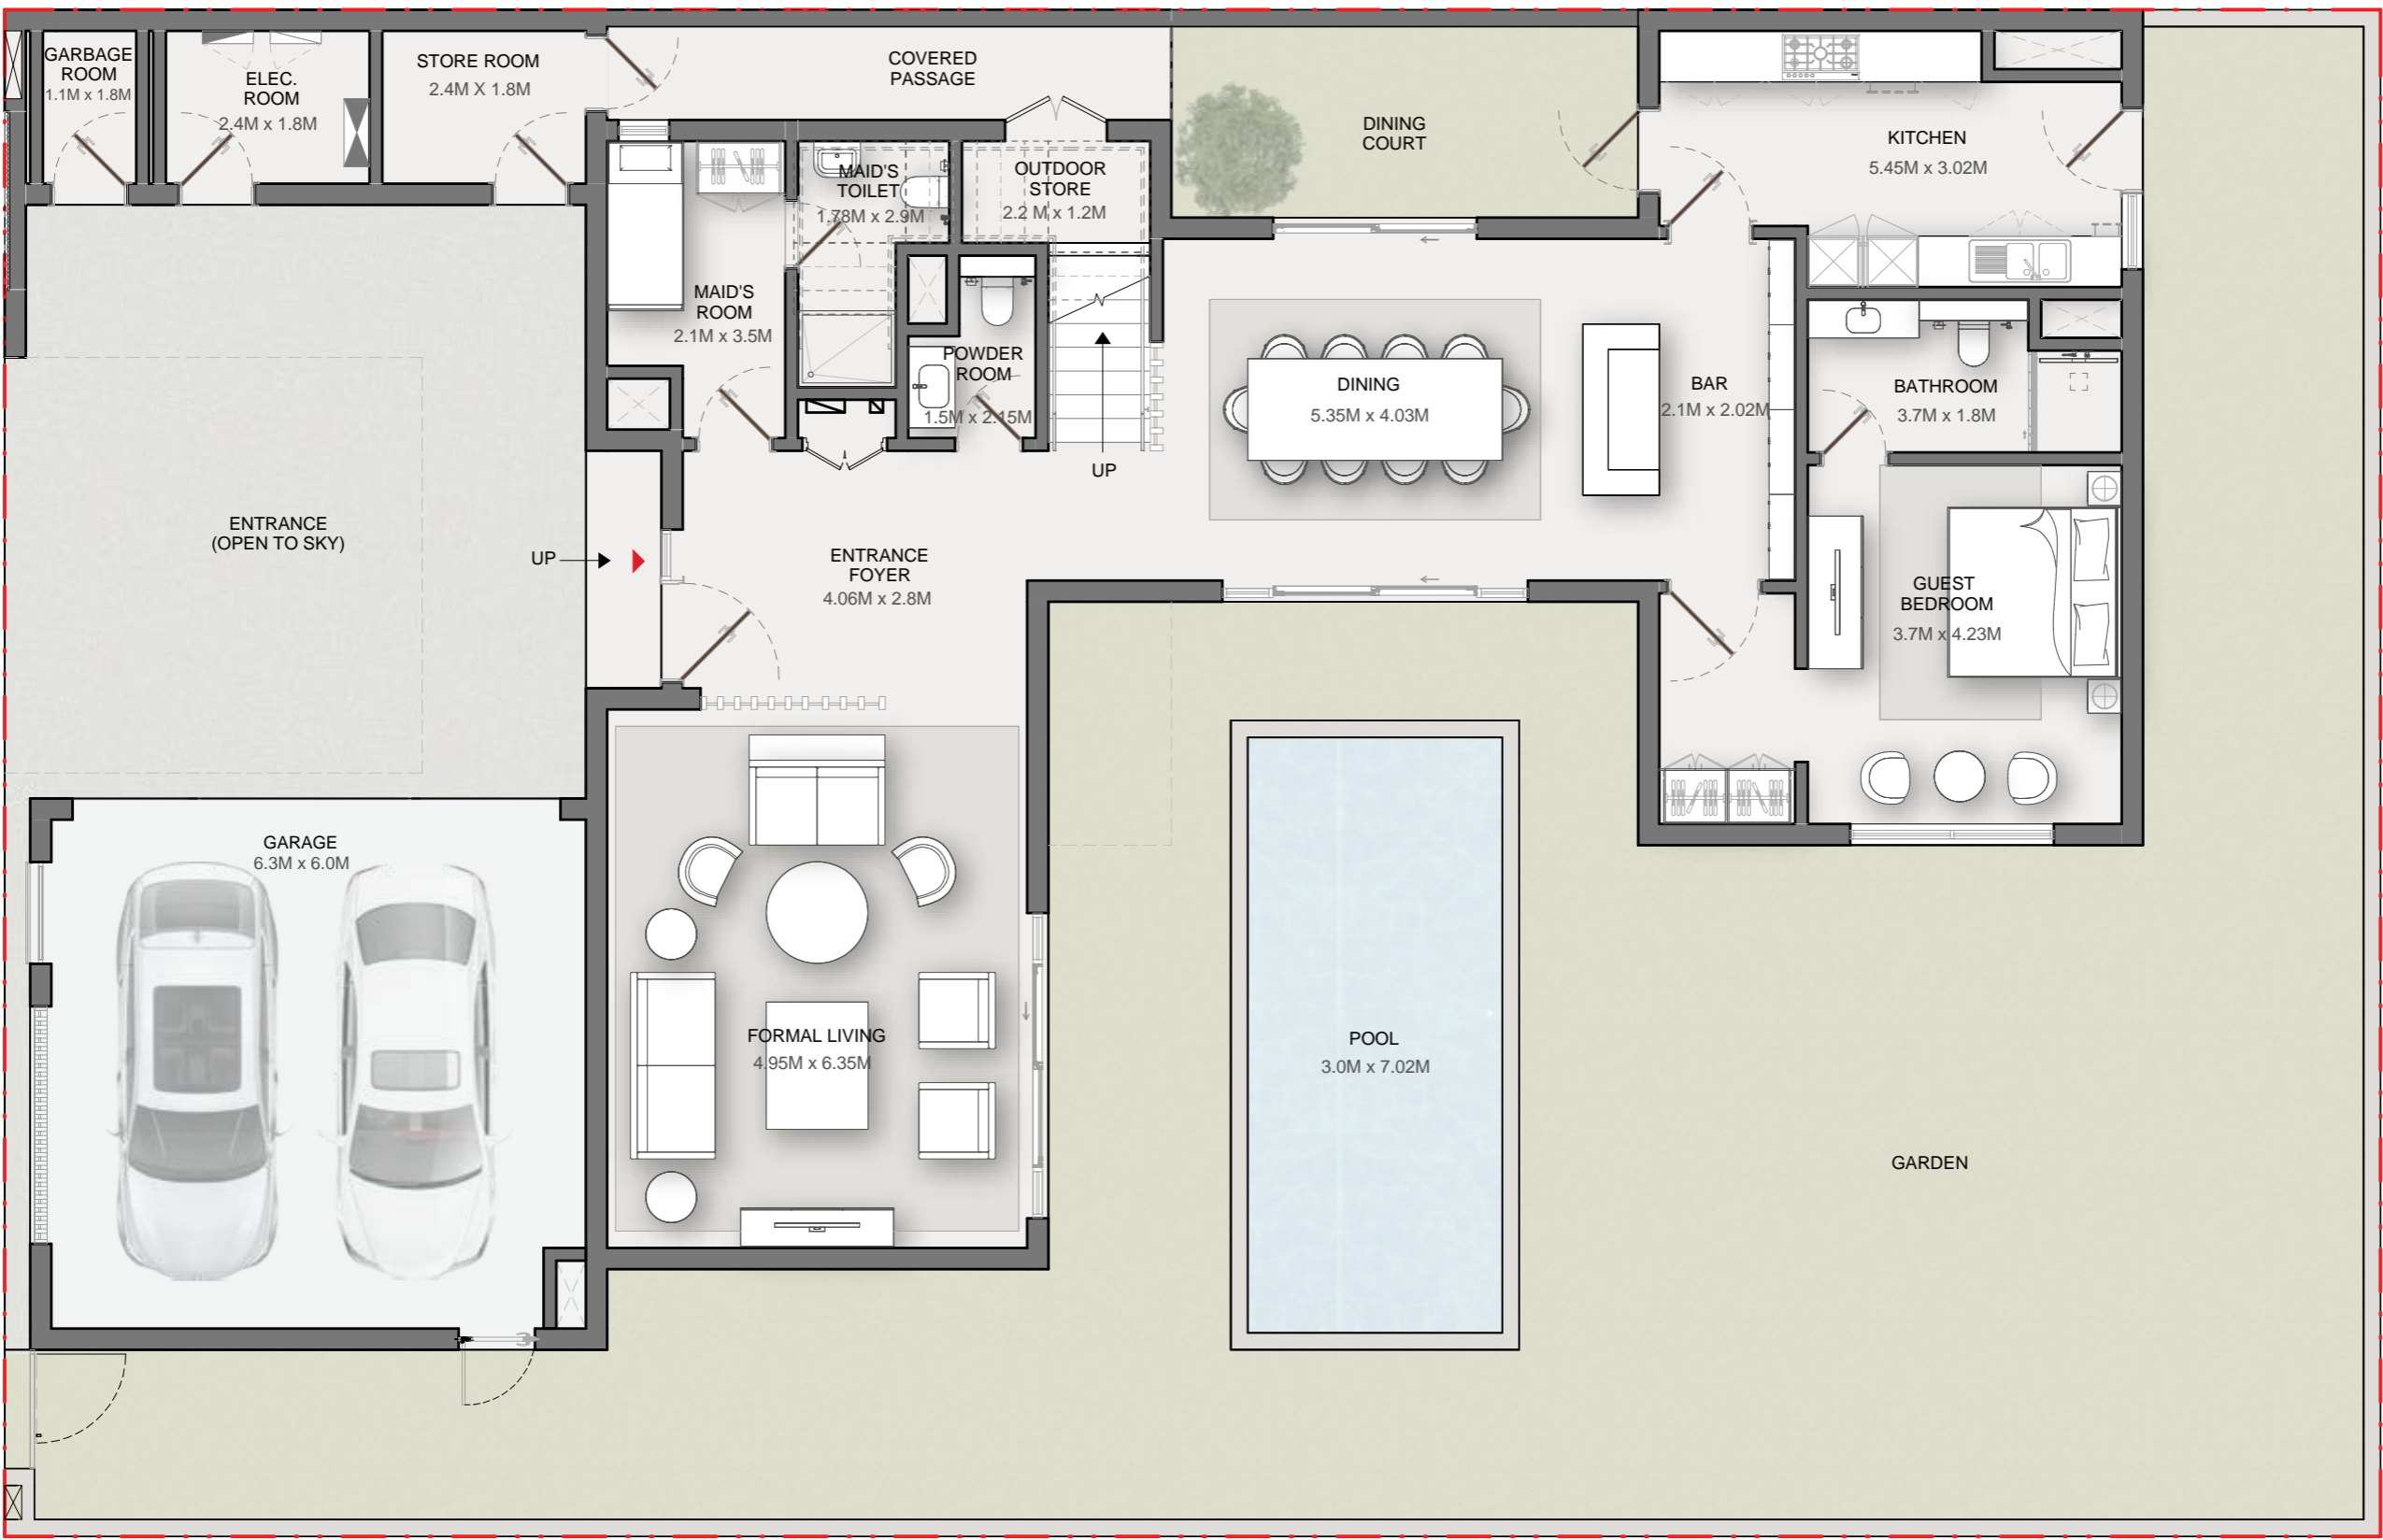 GARBAGE
ROOM
1.1M x 1.8M
ELEC.
ROOM
2.4M x 1.8M
STORE ROOM
2.4M X 1.8M
COVERED
PASSAGE
DINING
COURT
KITCHEN
5.45M x 3.02M
MAID'S
TOILET
1.78M x 2.9M
OUTDOOR
STORE
2.2 M x 1.2M
MAID'S
ROOM
2.1M x 3.5M
POWDER
ROOM
1.5M x 2.15M
UP
DINING
5.35M x 4.03M
BAR
2.1M x 2.02M
BATHROOM
3.7M x 1.8M
ENTRANCE
(OPEN TO SKY)
UP
ENTRANCE
FOYER
4.06M x 2.8M
GUEST
BEDROOM
3.7M x 4.23M
GARAGE
6.3M x 6.0M
FORMAL LIVING
4.95M x 6.35M
POOL
3.0M x 7.02M
GARDEN
3